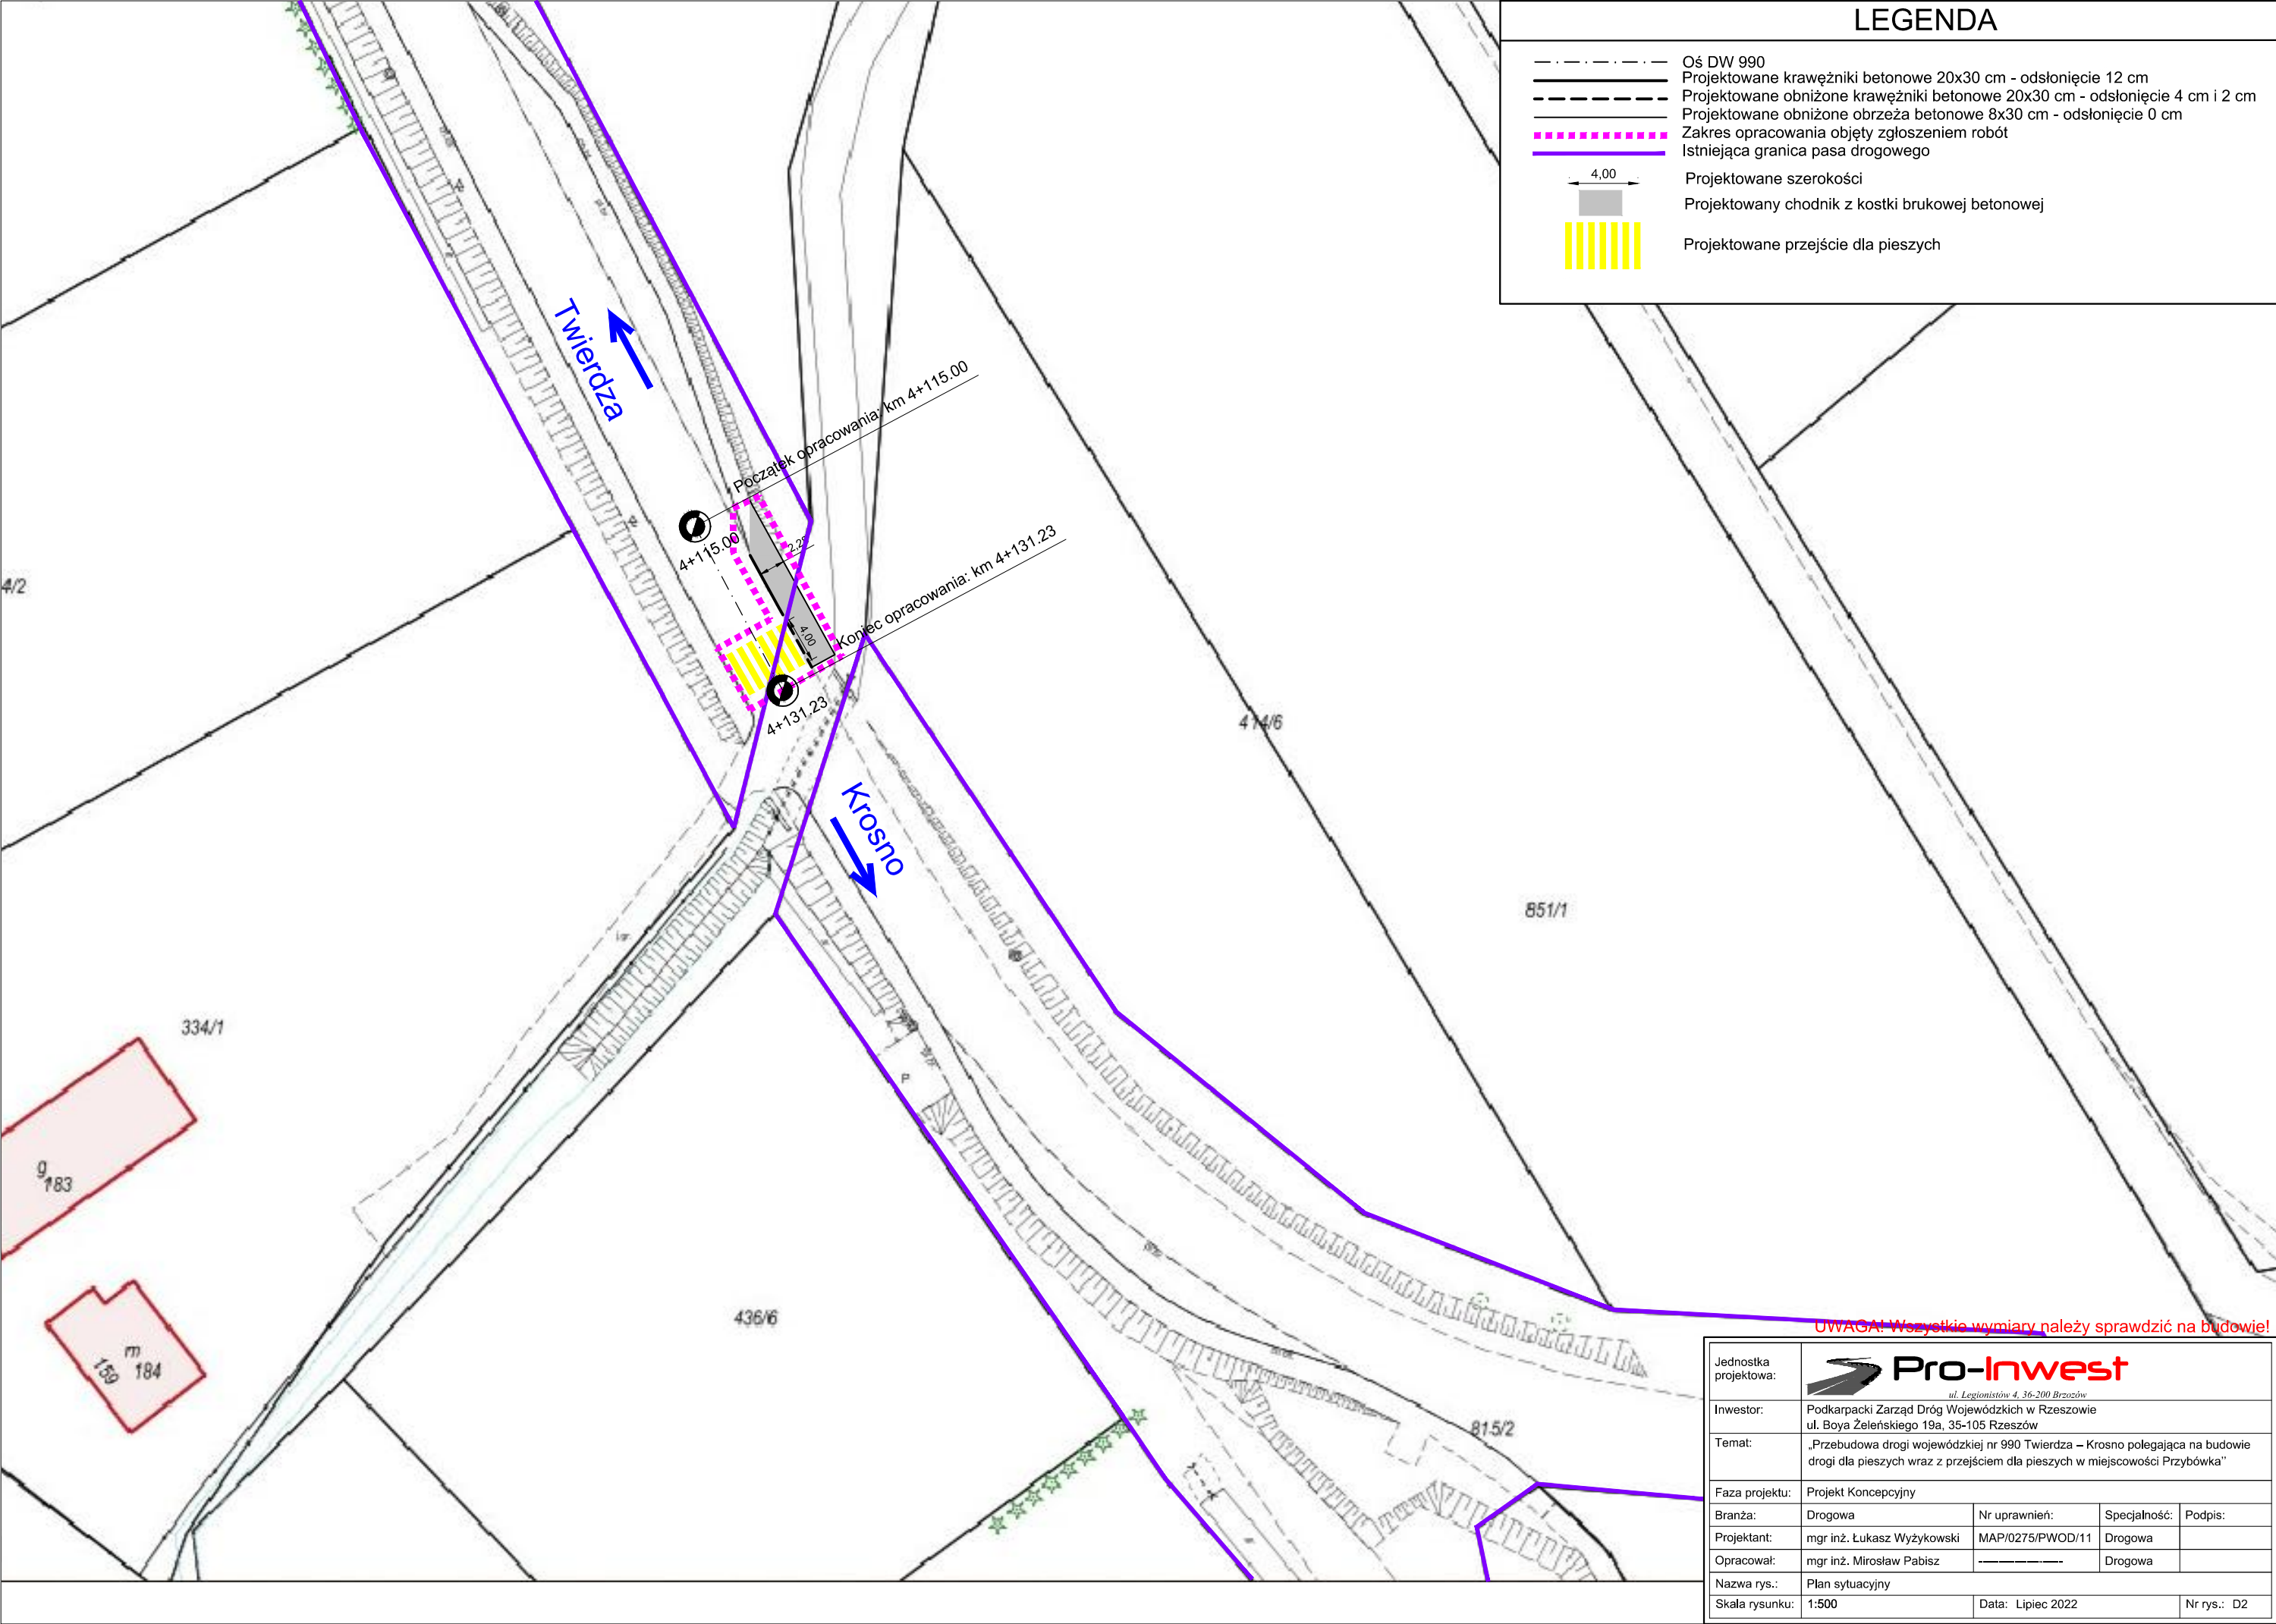 LEGENDA
Oś DW 990
Projektowane krawężniki betonowe 20x30 cm - odsłonięcie 12 cm
Projektowane obniżone krawężniki betonowe 20x30 cm - odsłonięcie 4 cm i 2 cm
Projektowane obniżone obrzeża betonowe 8x30 cm - odsłonięcie 0 cm
Zakres opracowania objęty zgłoszeniem robót
Istniejąca granica pasa drogowego
4,00
Projektowane szerokości
Projektowany chodnik z kostki brukowej betonowej
Projektowane przejście dla pieszych
Twierdza
Początek opracowania: km 4+115.00
4+115.00
Koniec opracowania: km 4+131.23
4,00
4+131.23
4/2
414/6
Krosno
851/1
334/1
g
183
436/6
m
184
159
P.
815/2
UWAGA! Wszystkie wymiary należy sprawdzić na budowie!
Jednostka projektowa:
Pro-Inwest
ul. Legionistów 4, 36-200 Brzozów
Inwestor:
Podkarpacki Zarząd Dróg Wojewódzkich w Rzeszowie
ul. Boya Żeleńskiego 19a, 35-105 Rzeszów
Temat:
„Przebudowa drogi wojewódzkiej nr 990 Twierdza – Krosno polegająca na budowie
drogi dla pieszych wraz z przejściem dla pieszych w miejscowości Przybówka”
Faza projektu: Projekt Koncepcyjny
Branża: Drogowa Nr uprawnień: Specjalność: Podpis:
Projektant: mgr inż. Łukasz Wyżykowski MAP/0275/PWOD/11 Drogowa
Opracował: mgr inż. Mirosław Pabisz Drogowa
Nazwa rys.: Plan sytuacyjny
Skala rysunku: 1:500 Data: Lipiec 2022 Nr rys.: D2